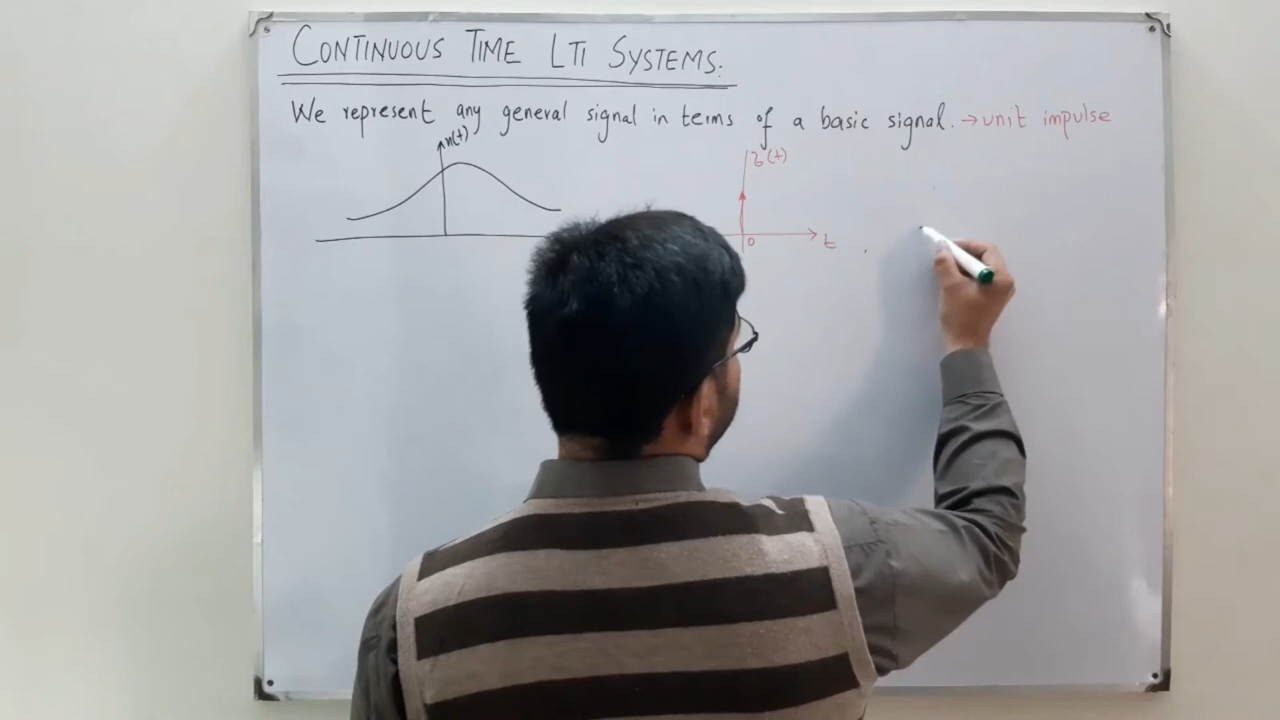 CONTINUOUS TIME LTI SYSTEMS.
We represent any general signal in terms of a basic signal. → unit impulse
x(t)
δ(t)
0
t